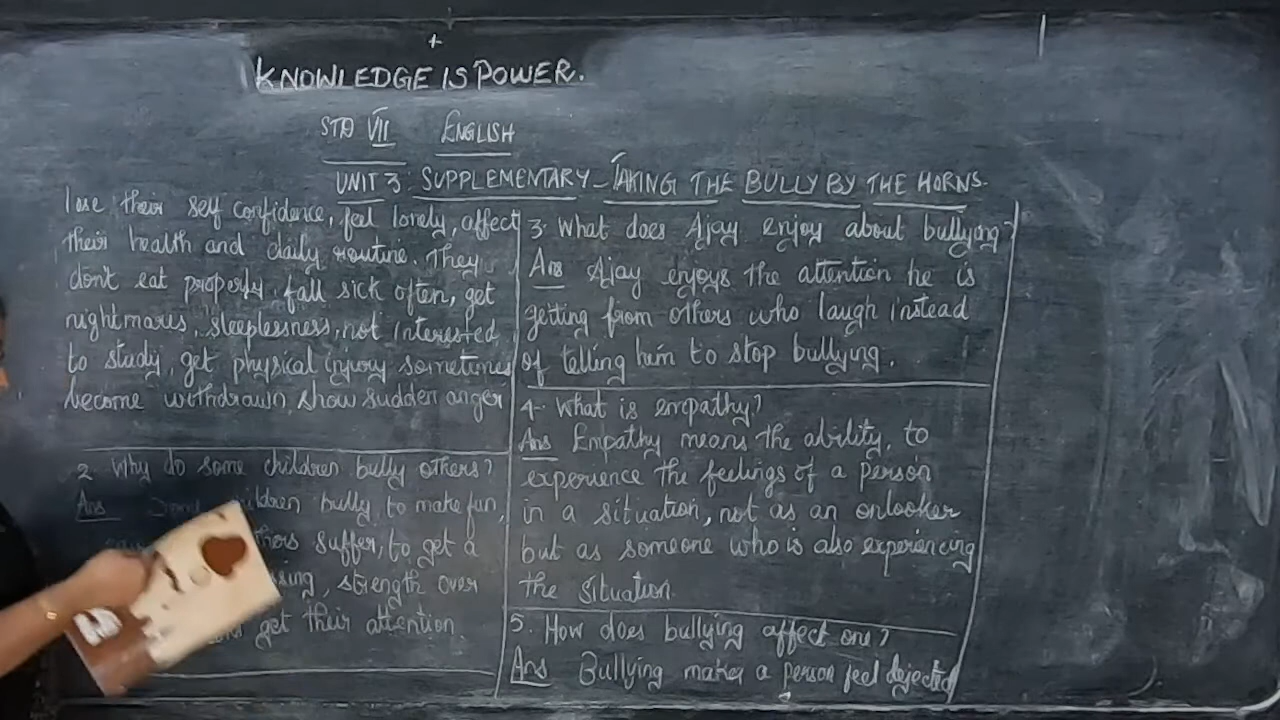 KNOWLEDGE IS POWER.
STD VII ENGLISH
UNIT 3: SUPPLEMENTARY - TAKING THE BULLY BY THE HORNS.
lose their self confidence, feel lonely, affect
their health and daily routine. They
don't eat properly, fall sick often, get
nightmares, sleeplessness, not interested
to study, get physical injury sometimes
become withdrawn, show sudden anger
2. Why do some children bully others?
Ans children bully to make fun,
suffer, to get a
strength over
get their attention.
3. What does Ajay enjoy about bullying?
Ans Ajay enjoys the attention he is
getting from others who laugh instead
of telling him to stop bullying.
4. What is empathy?
Ans Empathy means the ability, to
experience the feelings of a person
in a situation, not as an onlooker
but as someone who is also experiencing
the situation.
5. How does bullying affect one?
Ans Bullying makes a person feel dejected